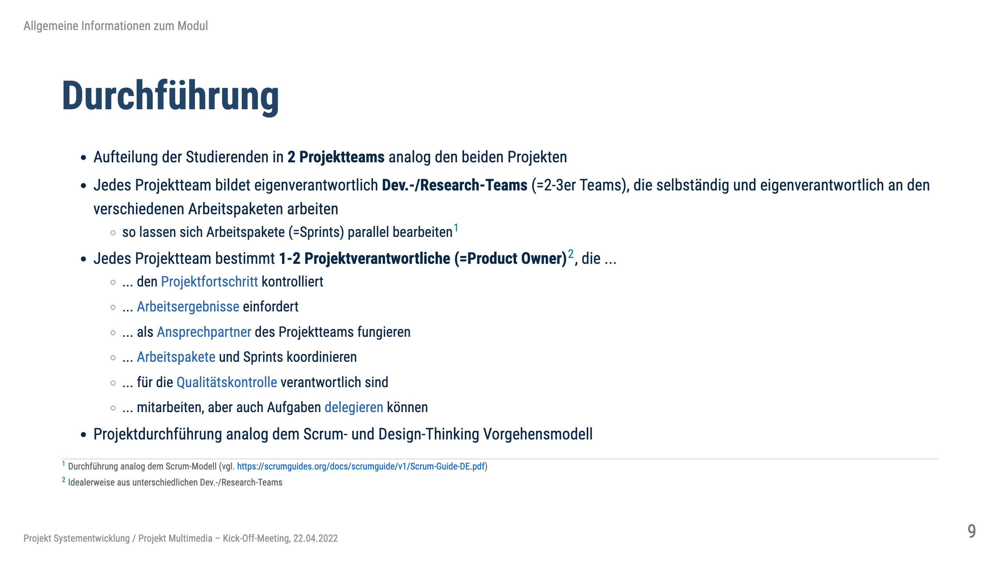 Allgemeine Informationen zum Modul
Durchführung
• Aufteilung der Studierenden in 2 Projektteams analog den beiden Projekten
• Jedes Projektteam bildet eigenverantwortlich Dev.-/Research-Teams (=2-3er Teams), die selbständig und eigenverantwortlich an den
verschiedenen Arbeitspaketen arbeiten
◦ so lassen sich Arbeitspakete (=Sprints) parallel bearbeiten¹
• Jedes Projektteam bestimmt 1-2 Projektverantwortliche (=Product Owner)², die ...
◦ ... den Projektfortschritt kontrolliert
◦ ... Arbeitsergebnisse einfordert
◦ ... als Ansprechpartner des Projektteams fungieren
◦ ... Arbeitspakete und Sprints koordinieren
◦ ... für die Qualitätskontrolle verantwortlich sind
◦ ... mitarbeiten, aber auch Aufgaben delegieren können
• Projektdurchführung analog dem Scrum- und Design-Thinking Vorgehensmodell
¹ Durchführung analog dem Scrum-Modell (vgl. https://scrumguides.org/docs/scrumguide/v1/Scrum-Guide-DE.pdf)
² Idealerweise aus unterschiedlichen Dev.-/Research-Teams
Projekt Systementwicklung / Projekt Multimedia – Kick-Off-Meeting, 22.04.2022
9